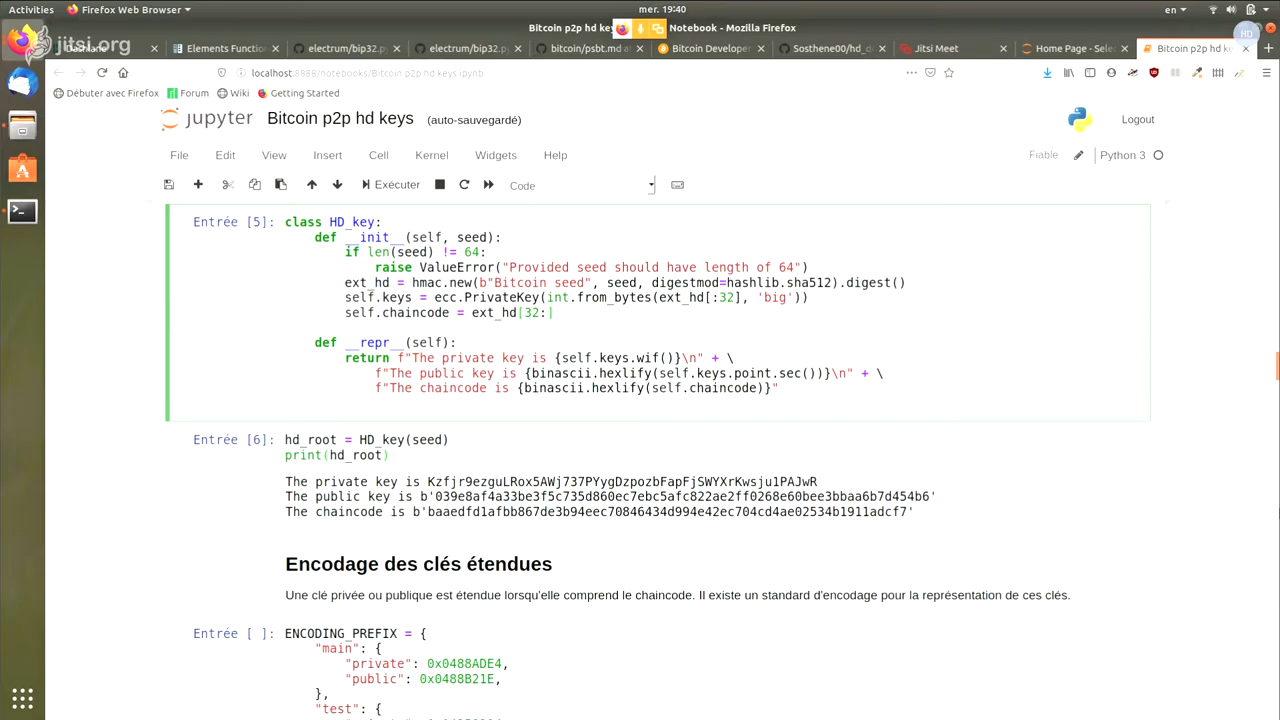 Activities
Firefox Web Browser
mer. 19:40
en
Bitcoin p2p hd key
Notebook - Mozilla Firefox
jitsi.org
Elements Function
electrum/bip32.py
electrum/bip32.p
bitcoin/psbt.md at
Bitcoin Developer
Sosthene00/hd_d
Jitsi Meet
Home Page - Selec
Bitcoin p2p hd ke
HD
localhost:8888/notebooks/Bitcoin p2p hd keys.ipynb
Débuter avec Firefox
Forum
Wiki
Getting Started
jupyter
Bitcoin p2p hd keys
(auto-sauvegardé)
Logout
File
Edit
View
Insert
Cell
Kernel
Widgets
Help
Fiable
Python 3
Exécuter
Code
Entrée [5]: class HD_key:
def __init__(self, seed):
if len(seed) != 64:
raise ValueError("Provided seed should have length of 64")
ext_hd = hmac.new(b"Bitcoin seed", seed, digestmod=hashlib.sha512).digest()
self.keys = ecc.PrivateKey(int.from_bytes(ext_hd[:32], 'big'))
self.chaincode = ext_hd[32:]
def __repr__(self):
return f"The private key is {self.keys.wif()}\n" + \
f"The public key is {binascii.hexlify(self.keys.point.sec())}\n" + \
f"The chaincode is {binascii.hexlify(self.chaincode)}"
Entrée [6]: hd_root = HD_key(seed)
print(hd_root)
The private key is Kzfjr9ezguLRox5AWj737PYygDzpozbFapFjSWYXrKwsju1PAJwR
The public key is b'039e8af4a33be3f5c735d860ec7ebc5afc822ae2ff0268e60bee3bbaa6b7d454b6'
The chaincode is b'baaedfd1afbb867de3b94eec70846434d994e42ec704cd4ae02534b1911adcf7'
Encodage des clés étendues
Une clé privée ou publique est étendue lorsqu'elle comprend le chaincode. Il existe un standard d'encodage pour la représentation de ces clés.
Entrée [ ]: ENCODING_PREFIX = {
"main": {
"private": 0x0488ADE4,
"public": 0x0488B21E,
},
"test": {